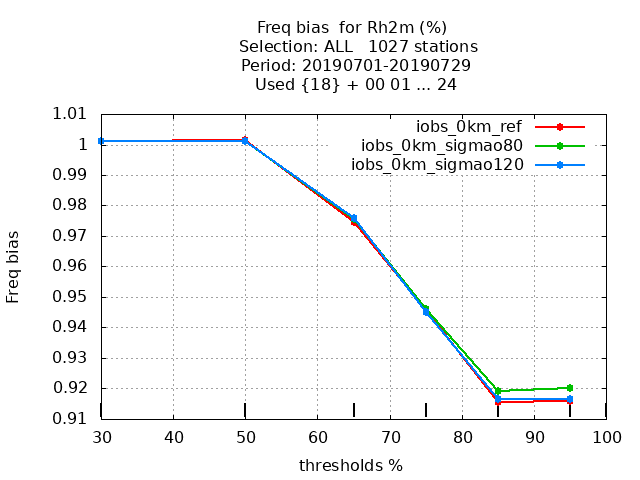 Freq bias  for Rh2m (%)
Selection: ALL   1027 stations
Period: 20190701-20190729
Used {18} + 00 01 ... 24
1.01
1
0.99
0.98
0.97
0.96
0.95
0.94
0.93
0.92
0.91
Freq bias
iobs_0km_ref
iobs_0km_sigmao80
iobs_0km_sigmao120
30 40 50 60 70 80 90 100
thresholds %